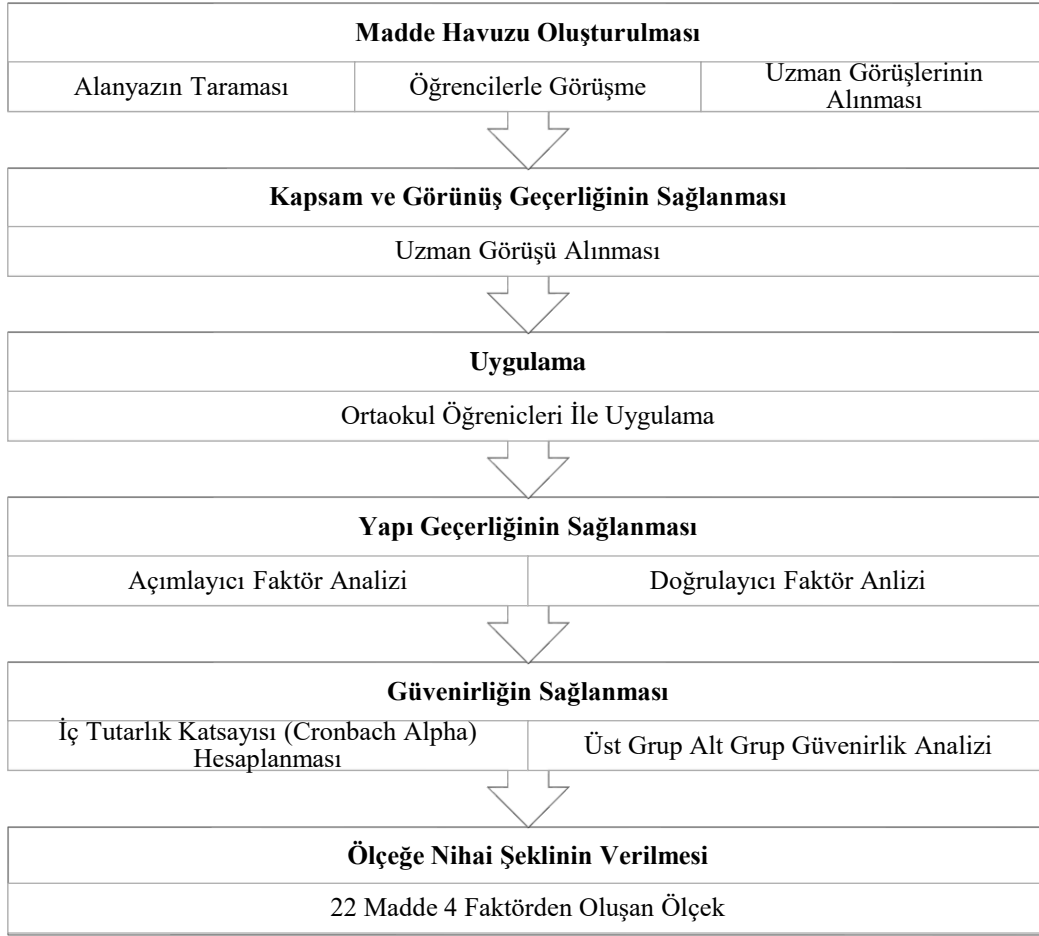 Madde Havuzu Oluşturulması
Alanyazın Taraması
Öğrencilerle Görüşme
Uzman Görüşlerinin
Alınması
Kapsam ve Görünüş Geçerliğinin Sağlanması
Uzman Görüşü Alınması
Uygulama
Ortaokul Öğrenicleri İle Uygulama
Yapı Geçerliğinin Sağlanması
Açımlayıcı Faktör Analizi
Doğrulayıcı Faktör Anlizi
Güvenirliğin Sağlanması
İç Tutarlık Katsayısı (Cronbach Alpha)
Hesaplanması
Üst Grup Alt Grup Güvenirlik Analizi
Ölçeğe Nihai Şeklinin Verilmesi
22 Madde 4 Faktörden Oluşan Ölçek